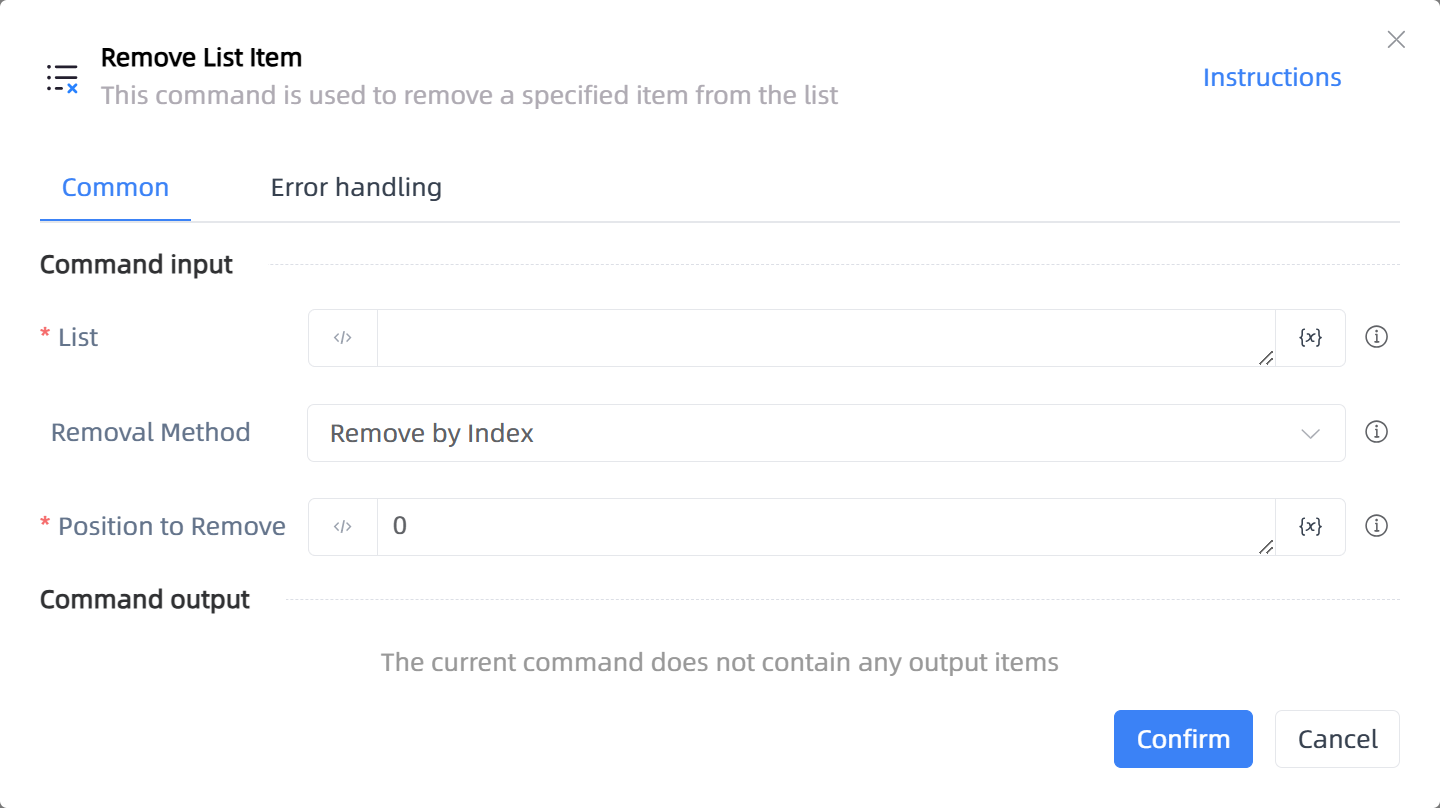 Remove List Item
This command is used to remove a specified item from the list
Instructions
Common
Error handling
Command input
* List
</>
{x}
Removal Method
Remove by Index
* Position to Remove
</>
0
{x}
Command output
The current command does not contain any output items
Confirm
Cancel